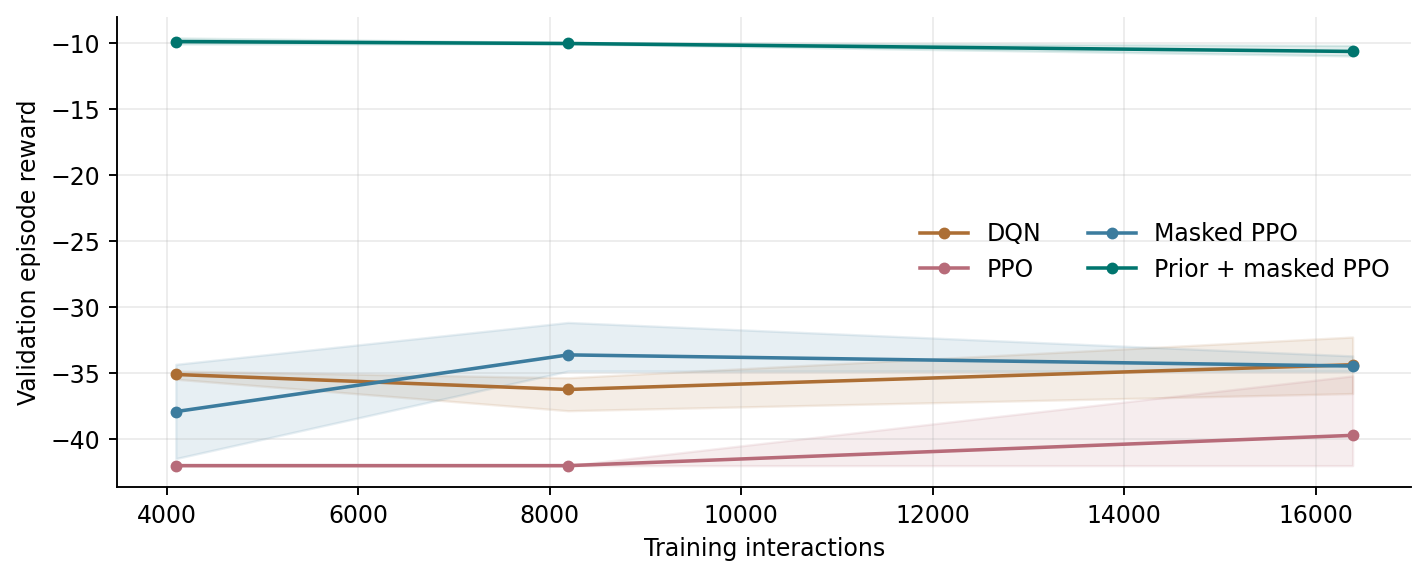 −10
−15
−20
−25
−30
−35
−40
Validation episode reward
DQN
PPO
Masked PPO
Prior + masked PPO
4000 6000 8000 10000 12000 14000 16000
Training interactions